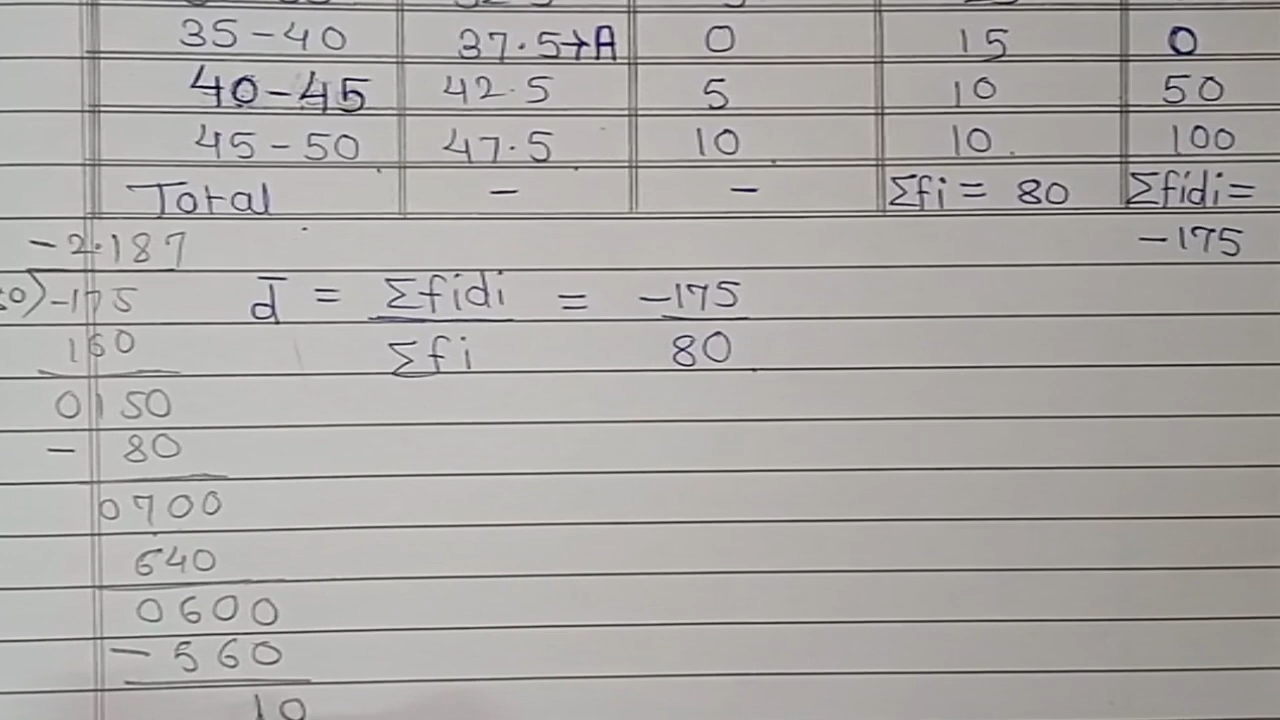 35-40 37.5→A 0 15 0
40-45 42.5 5 10 50
45-50 47.5 10 10 100
Total - - Σfi = 80 Σfidi =
-175
-2.187
0)-175
d̄ = Σfidi = -175
160
Σfi 80
0150
- 80
0700
640
0600
- 560
10